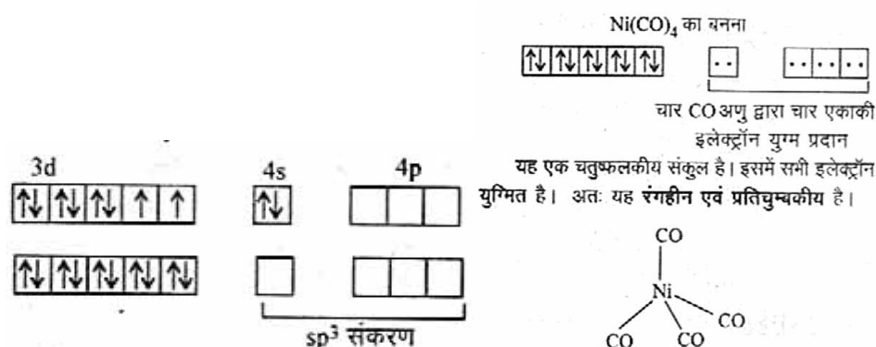 Ni(CO)₄ का बनना
चार CO अणु द्वारा चार एकाकी
इलेक्ट्रॉन युग्म प्रदान
यह एक चतुष्फलकीय संकुल है। इसमें सभी इलेक्ट्रॉन
युग्मित है। अतः यह रंगहीन एवं प्रतिचुम्बकीय है।
3d 4s 4p
sp³ संकरण
CO
Ni
CO
CO CO